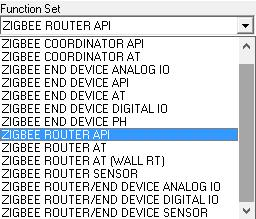 Function Set
ZIGBEE ROUTER API
ZIGBEE COORDINATOR API
ZIGBEE COORDINATOR AT
ZIGBEE END DEVICE ANALOG IO
ZIGBEE END DEVICE API
ZIGBEE END DEVICE AT
ZIGBEE END DEVICE DIGITAL IO
ZIGBEE END DEVICE PH
ZIGBEE ROUTER API
ZIGBEE ROUTER AT
ZIGBEE ROUTER AT (WALL RT)
ZIGBEE ROUTER SENSOR
ZIGBEE ROUTER/END DEVICE ANALOG IO
ZIGBEE ROUTER/END DEVICE DIGITAL IO
ZIGBEE ROUTER/END DEVICE SENSOR